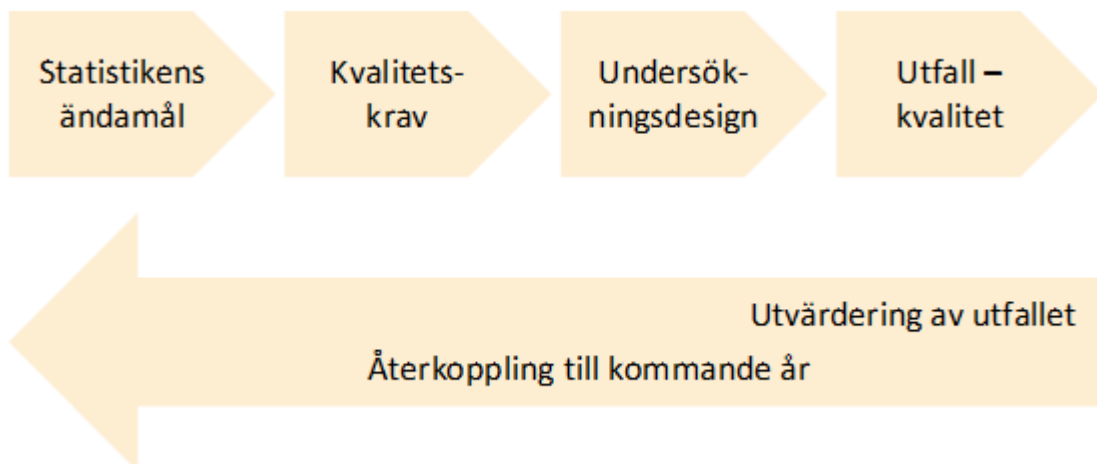 Statistikens
ändamål
Kvalitets-
krav
Undersök-
ningsdesign
Utfall –
kvalitet
Utvärdering av utfallet
Återkoppling till kommande år